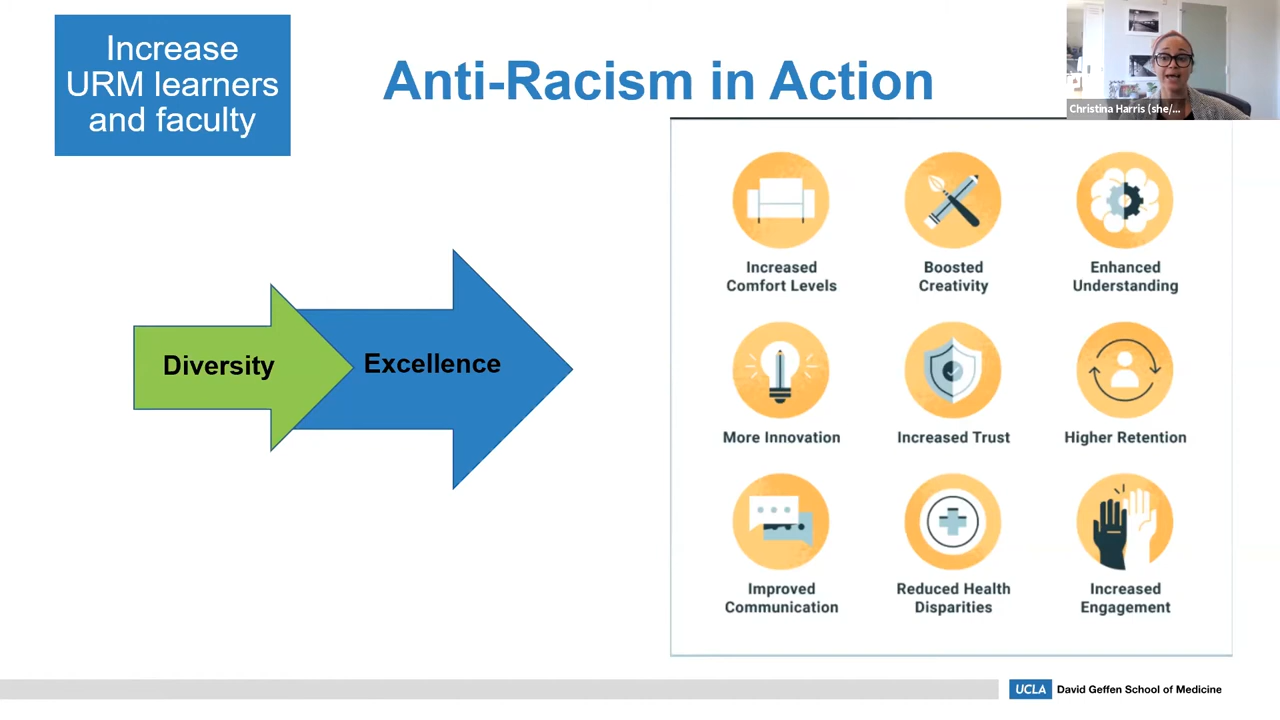 Increase
URM learners
and faculty
Anti-Racism in Action
Christina Harris (she/...
Diversity
Excellence
Increased
Comfort Levels
Boosted
Creativity
Enhanced
Understanding
More Innovation
Increased Trust
Higher Retention
Improved
Communication
Reduced Health
Disparities
Increased
Engagement
UCLA David Geffen School of Medicine